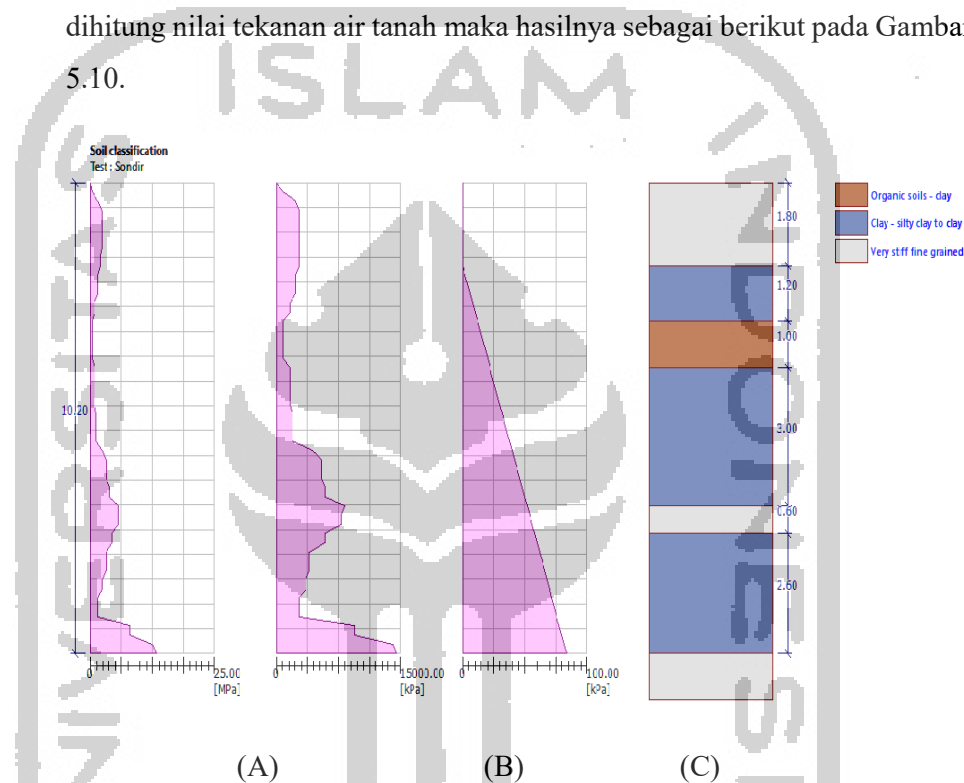 dihitung nilai tekanan air tanah maka hasilnya sebagai berikut pada Gambar
5.10.
ISLAM
Soil classification
Test : Sondir
Organic soils - clay
Clay - silty clay to clay
Very stiff fine grained
1.80
1.20
1.00
10.20
3.00
0.60
2.60
0
25.00
[MPa]
0
15000.00
[kPa]
0
100.00
[kPa]
(A)
(B)
(C)